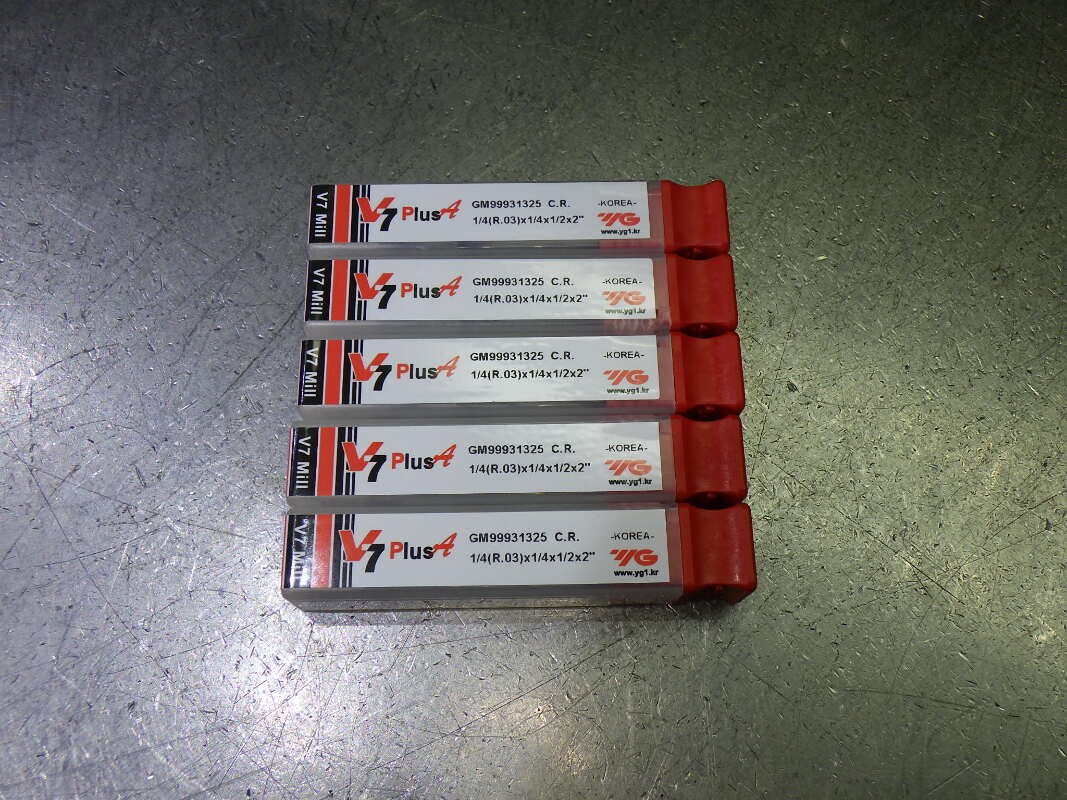 V7 Mill V7 PlusA GM99931325 C.R. -KOREA-
1/4(R.03)x1/4x1/2x2" YG
www.yg1.kr
V7 Mill V7 PlusA GM99931325 C.R. -KOREA-
1/4(R.03)x1/4x1/2x2" YG
www.yg1.kr
V7 Mill V7 PlusA GM99931325 C.R. -KOREA-
1/4(R.03)x1/4x1/2x2" YG
www.yg1.kr
V7 Mill V7 PlusA GM99931325 C.R. -KOREA-
1/4(R.03)x1/4x1/2x2" YG
www.yg1.kr
V7 Mill V7 PlusA GM99931325 C.R. -KOREA-
1/4(R.03)x1/4x1/2x2" YG
www.yg1.kr